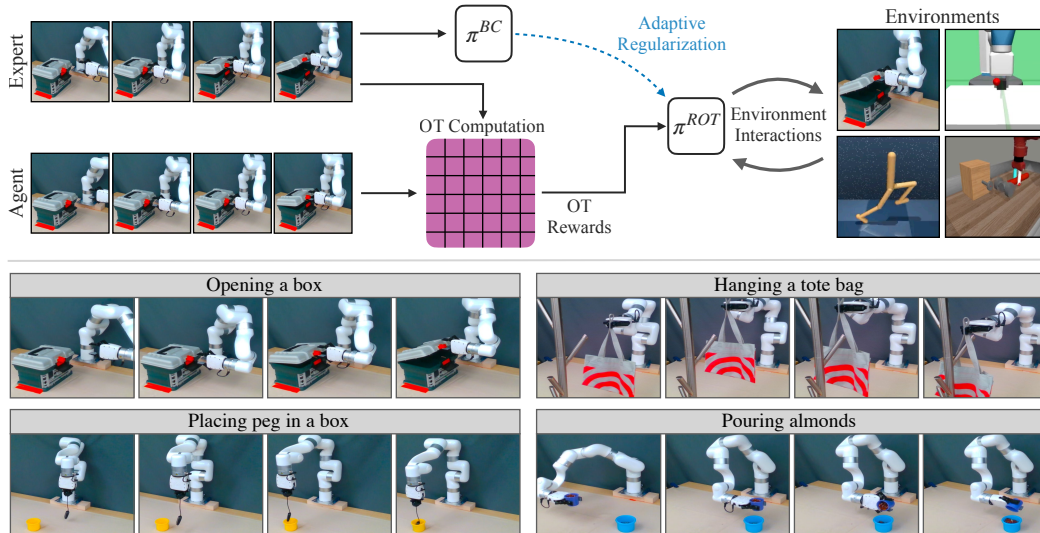 Expert
π^BC
Adaptive
Regularization
Environments
OT Computation
π^ROT
Environment
Interactions
Agent
OT
Rewards
Opening a box
Hanging a tote bag
Placing peg in a box
Pouring almonds